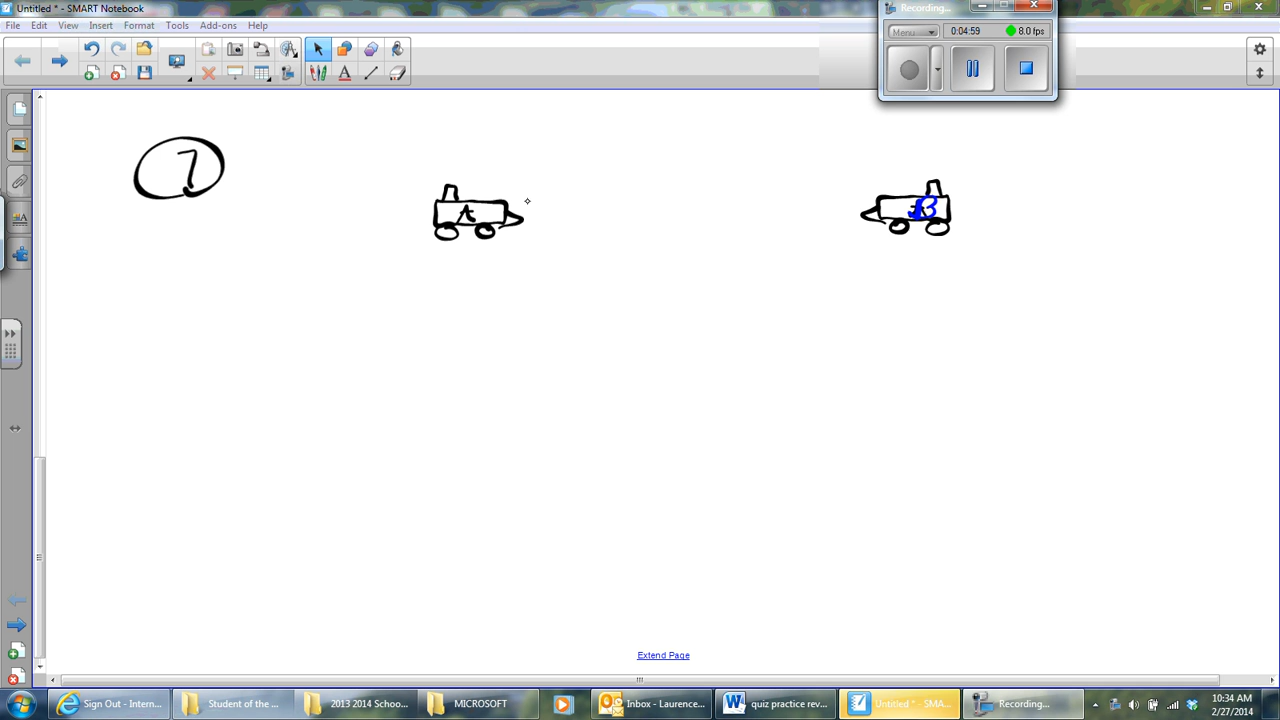 Untitled * - SMART Notebook
Recording...
File Edit View Insert Format Tools Add-ons Help
Menu 0:04:59 8.0 fps
7
A
B
Extend Page
Sign Out - Intern...
Student of the ...
2013 2014 Schoo...
MICROSOFT
Inbox - Laurence...
quiz practice rev...
Untitled * - SMA...
Recording...
10:34 AM
2/27/2014